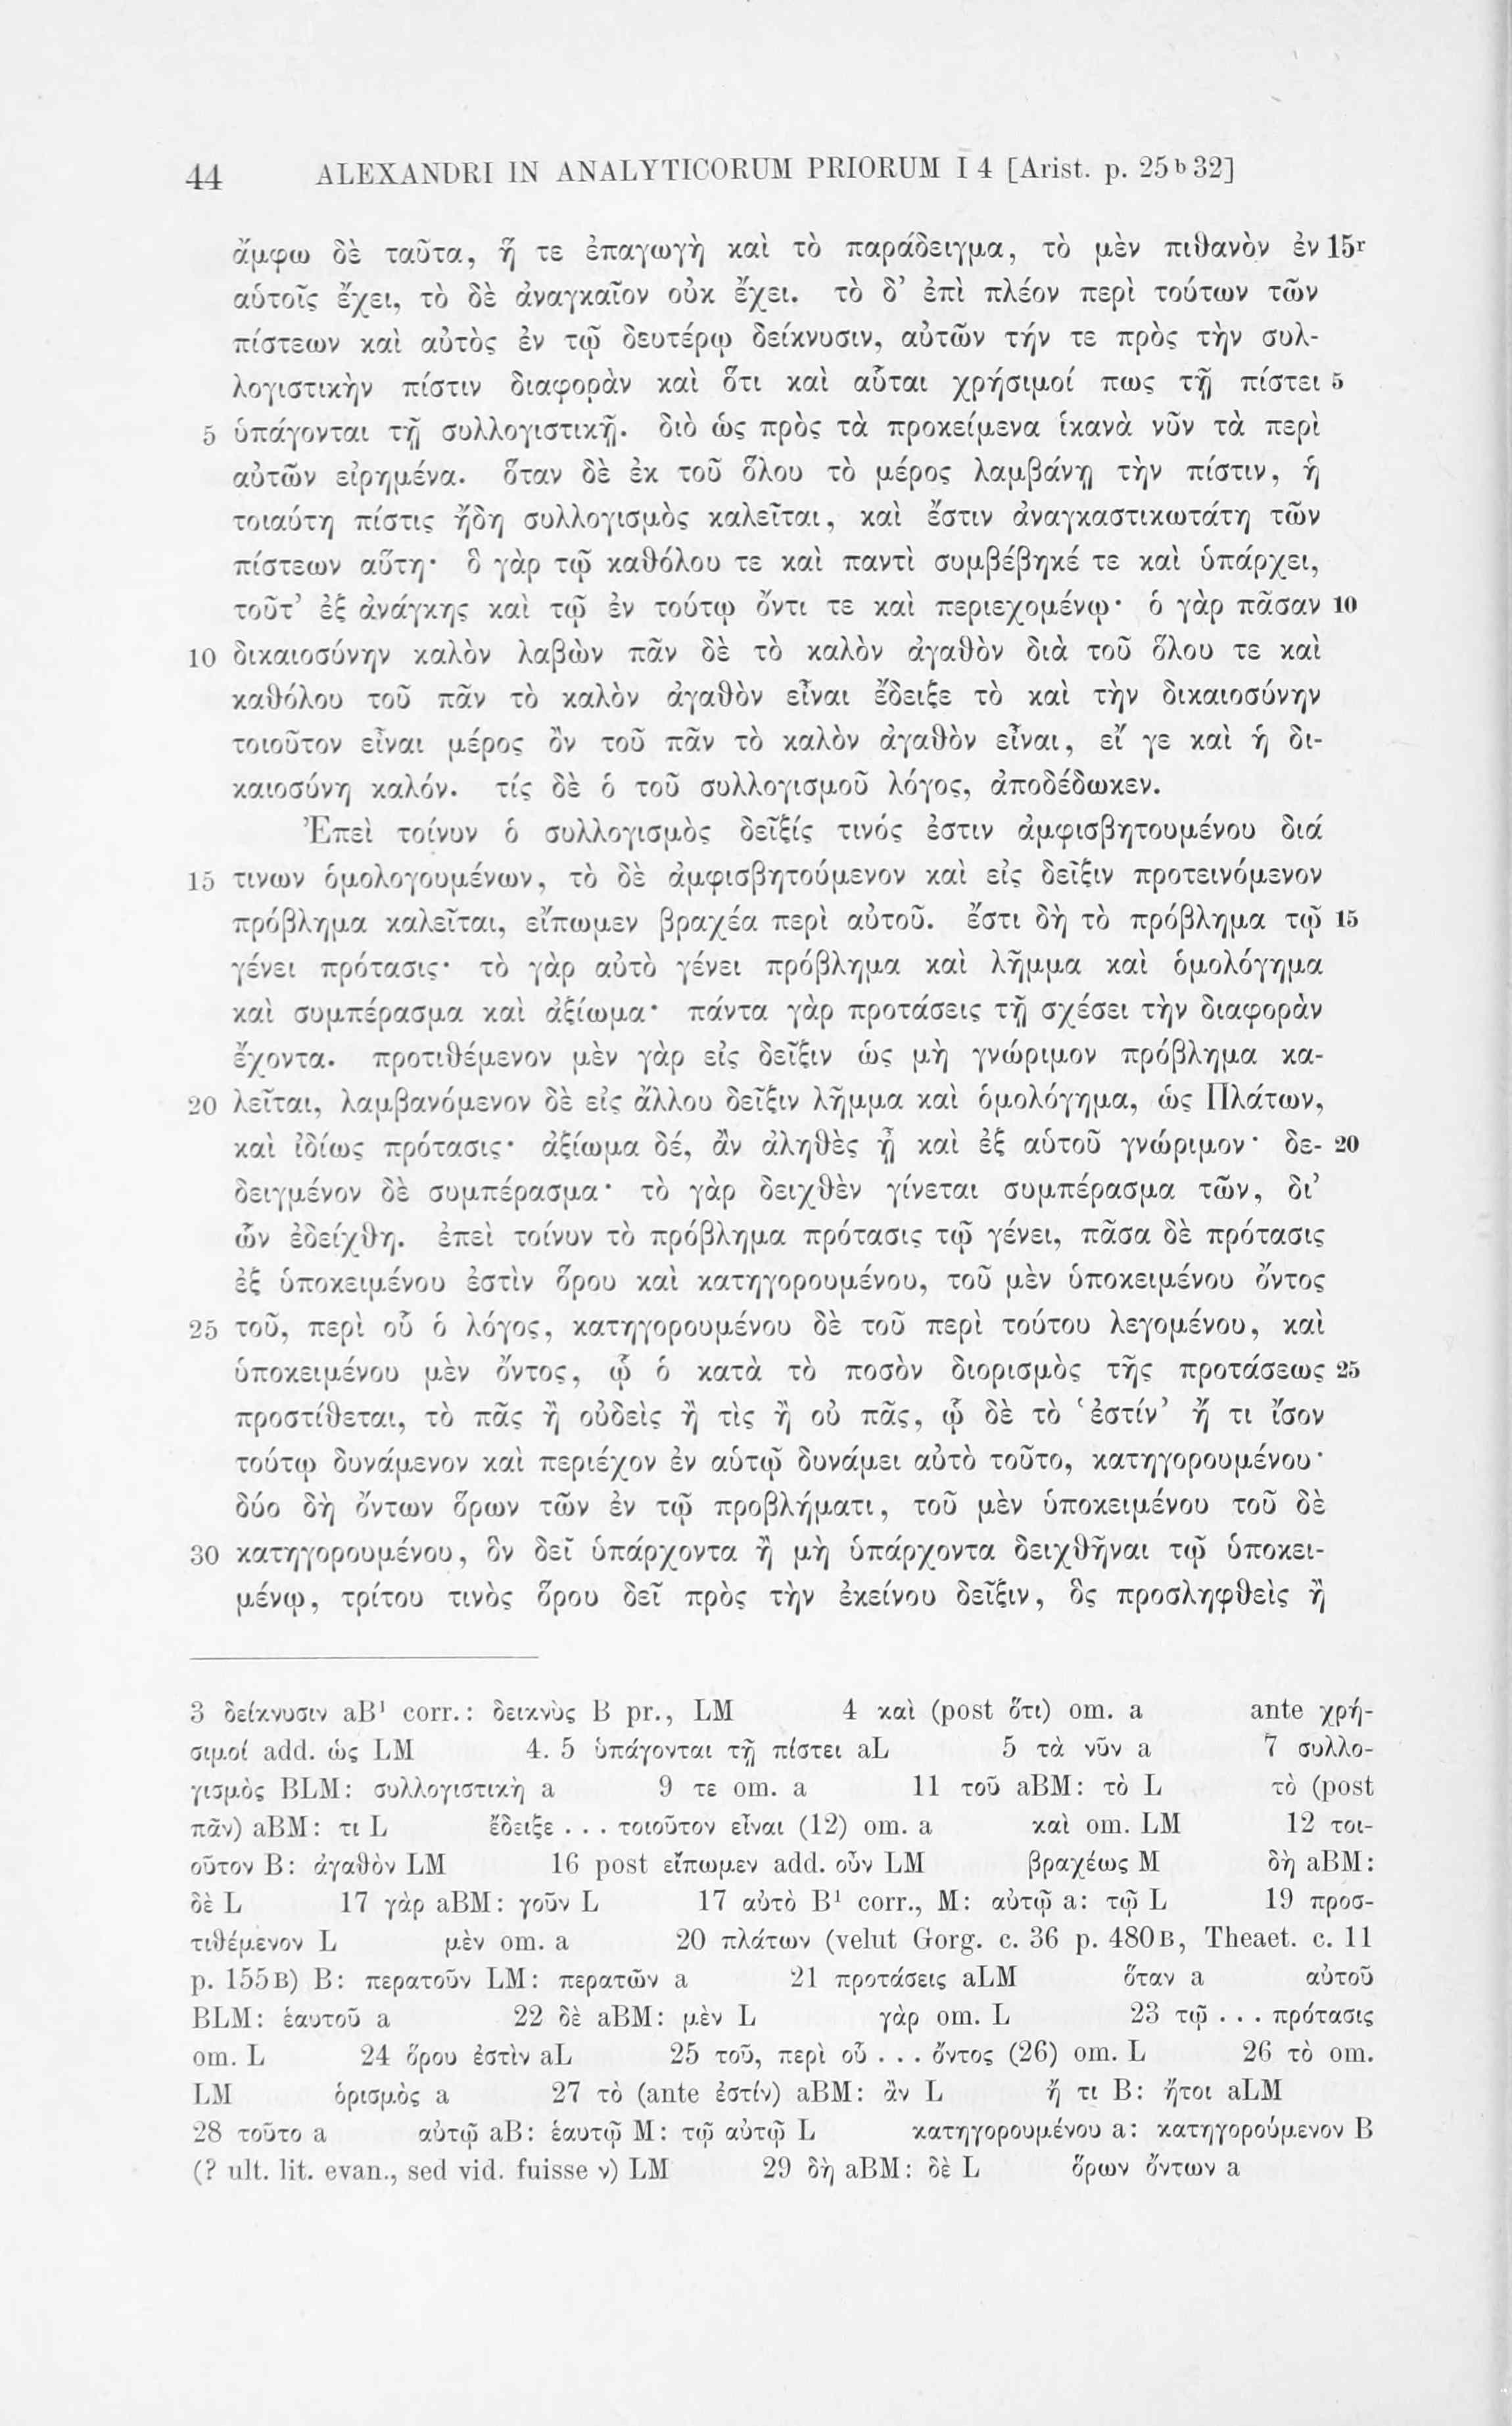 44 ALEXANDRI IN ANALYTICORUM PRIORUM I 4 [Arist. p. 25 b 32]
ἄμφω δὲ ταῦτα, ἥ τε ἐπαγωγὴ καὶ τὸ παράδειγμα, τὸ μὲν πιθανὸν ἐν 15r
αὑτοῖς ἔχει, τὸ δὲ ἀναγκαῖον οὐκ ἔχει. τὸ δ’ ἐπὶ πλέον περὶ τούτων τῶν
πίστεων καὶ αὐτὸς ἐν τῷ δευτέρῳ δείκνυσιν, αὐτῶν τήν τε πρὸς τὴν συλ-
λογιστικὴν πίστιν διαφορὰν καὶ ὅτι καὶ αὗται χρήσιμοί πως τῇ πίστει 5
5 ὑπάγονται τῇ συλλογιστικῇ. διὸ ὡς πρὸς τὰ προκείμενα ἱκανὰ νῦν τὰ περὶ
αὐτῶν εἰρημένα. ὅταν δὲ ἐκ τοῦ ὅλου τὸ μέρος λαμβάνῃ τὴν πίστιν, ἡ
τοιαύτη πίστις ἤδη συλλογισμὸς καλεῖται, καὶ ἔστιν ἀναγκαστικωτάτη τῶν
πίστεων αὕτη· ὃ γὰρ τῷ καθόλου τε καὶ παντὶ συμβέβηκέ τε καὶ ὑπάρχει,
τοῦτ’ ἐξ ἀνάγκης καὶ τῷ ἐν τούτῳ ὄντι τε καὶ περιεχομένῳ· ὁ γὰρ πᾶσαν 10
10 δικαιοσύνην καλὸν λαβὼν πᾶν δὲ τὸ καλὸν ἀγαθὸν διὰ τοῦ ὅλου τε καὶ
καθόλου τοῦ πᾶν τὸ καλὸν ἀγαθὸν εἶναι ἔδειξε τὸ καὶ τὴν δικαιοσύνην
τοιοῦτον εἶναι μέρος ὂν τοῦ πᾶν τὸ καλὸν ἀγαθὸν εἶναι, εἴ γε καὶ ἡ δι-
καιοσύνη καλόν. τίς δὲ ὁ τοῦ συλλογισμοῦ λόγος, ἀποδέδωκεν.
Ἐπεὶ τοίνυν ὁ συλλογισμὸς δεῖξίς τινός ἐστιν ἀμφισβητουμένου διά
15 τινων ὁμολογουμένων, τὸ δὲ ἀμφισβητούμενον καὶ εἰς δεῖξιν προτεινόμενον
πρόβλημα καλεῖται, εἴπωμεν βραχέα περὶ αὐτοῦ. ἔστι δὴ τὸ πρόβλημα τῷ 15
γένει πρότασις· τὸ γὰρ αὐτὸ γένει πρόβλημα καὶ λῆμμα καὶ ὁμολόγημα
καὶ συμπέρασμα καὶ ἀξίωμα· πάντα γὰρ προτάσεις τῇ σχέσει τὴν διαφορὰν
ἔχοντα. προτιθέμενον μὲν γὰρ εἰς δεῖξιν ὡς μὴ γνώριμον πρόβλημα κα-
20 λεῖται, λαμβανόμενον δὲ εἰς ἄλλου δεῖξιν λῆμμα καὶ ὁμολόγημα, ὡς Πλάτων,
καὶ ἰδίως πρότασις· ἀξίωμα δέ, ἂν ἀληθὲς ᾖ καὶ ἐξ αὑτοῦ γνώριμον· δε- 20
δειγμένον δὲ συμπέρασμα· τὸ γὰρ δειχθὲν γίνεται συμπέρασμα τῶν, δι’
ὧν ἐδείχθη. ἐπεὶ τοίνυν τὸ πρόβλημα πρότασις τῷ γένει, πᾶσα δὲ πρότασις
ἐξ ὑποκειμένου ἐστὶν ὅρου καὶ κατηγορουμένου, τοῦ μὲν ὑποκειμένου ὄντος
25 τοῦ, περὶ οὗ ὁ λόγος, κατηγορουμένου δὲ τοῦ περὶ τούτου λεγομένου, καὶ
ὑποκειμένου μὲν ὄντος, ᾧ ὁ κατὰ τὸ ποσὸν διορισμὸς τῆς προτάσεως 25
προστίθεται, τὸ πᾶς ἢ οὐδεὶς ἢ τὶς ἢ οὐ πᾶς, ᾧ δὲ τὸ ‘ἐστίν’ ἤ τι ἴσον
τούτῳ δυνάμενον καὶ περιέχον ἐν αὑτῷ δυνάμει αὐτὸ τοῦτο, κατηγορουμένου·
δύο δὴ ὄντων ὅρων τῶν ἐν τῷ προβλήματι, τοῦ μὲν ὑποκειμένου τοῦ δὲ
30 κατηγορουμένου, ὃν δεῖ ὑπάρχοντα ἢ μὴ ὑπάρχοντα δειχθῆναι τῷ ὑποκει-
μένῳ, τρίτου τινὸς ὅρου δεῖ πρὸς τὴν ἐκείνου δεῖξιν, ὃς προσληφθεὶς ἢ
3 δείκνυσιν aB¹ corr.: δεικνὺς B pr., LM 4 καὶ (post ὅτι) om. a ante χρή-
σιμοί add. ὡς LM 4. 5 ὑπάγονται τῇ πίστει aL 5 τὰ νῦν a 7 συλλο-
γισμὸς BLM: συλλογιστικὴ a 9 τε om. a 11 τοῦ aBM: τὸ L τὸ (post
πᾶν) aBM: τι L ἔδειξε . . . τοιοῦτον εἶναι (12) om. a καὶ om. LM 12 τοι-
οῦτον B: ἀγαθὸν LM 16 post εἴπωμεν add. οὖν LM βραχέως M δὴ aBM:
δὲ L 17 γὰρ aBM: γοῦν L 17 αὐτὸ B¹ corr., M: αὐτῷ a: τῷ L 19 προσ-
τιθέμενον L μὲν om. a 20 πλάτων (velut Gorg. c. 36 p. 480B, Theaet. c. 11
p. 155B) B: περατοῦν LM: περατῶν a 21 προτάσεις aLM ὅταν a αὑτοῦ
BLM: ἑαυτοῦ a 22 δὲ aBM: μὲν L γὰρ om. L 23 τῷ . . . πρότασις
om. L 24 ὅρου ἐστὶν aL 25 τοῦ, περὶ οὗ . . . ὄντος (26) om. L 26 τὸ om.
LM ὁρισμὸς a 27 τὸ (ante ἐστίν) aBM: ἂν L ἤ τι B: ἤτοι aLM
28 τοῦτο a αὑτῷ aB: ἑαυτῷ M: τῷ αὐτῷ L κατηγορουμένου a: κατηγορούμενον B
(? ult. lit. evan., sed vid. fuisse ν) LM 29 δὴ aBM: δὲ L ὅρων ὄντων a